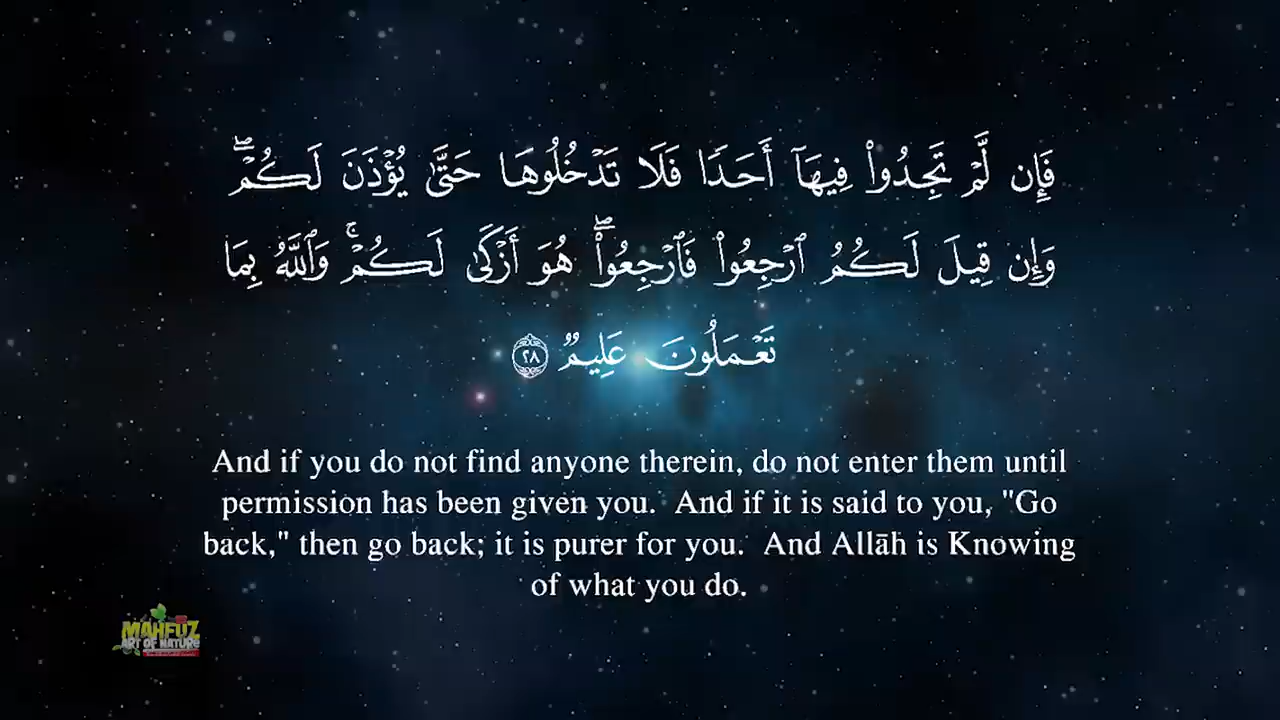 فَإِن لَّمْ تَجِدُوا۟ فِيهَآ أَحَدًا فَلَا تَدْخُلُوهَا حَتَّىٰ يُؤْذَنَ لَكُمْ ۖ
وَإِن قِيلَ لَكُمُ ٱرْجِعُوا۟ فَٱرْجِعُوا۟ ۖ هُوَ أَزْكَىٰ لَكُمْ ۚ وَٱللَّهُ بِمَا
تَعْمَلُونَ عَلِيمٌ ٢٨
And if you do not find anyone therein, do not enter them until
permission has been given you.  And if it is said to you, "Go
back," then go back; it is purer for you.  And Allāh is Knowing
of what you do.
MAHFUZ
ART OF NATURE